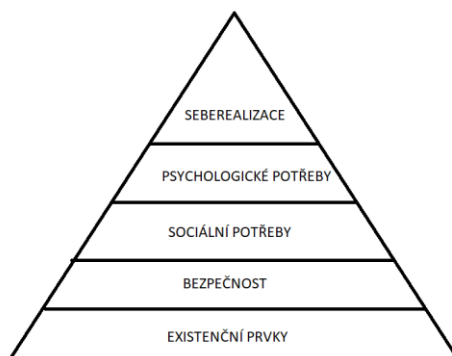 SEBEREALIZACE
PSYCHOLOGICKÉ POTŘEBY
SOCIÁLNÍ POTŘEBY
BEZPEČNOST
EXISTENČNÍ PRVKY